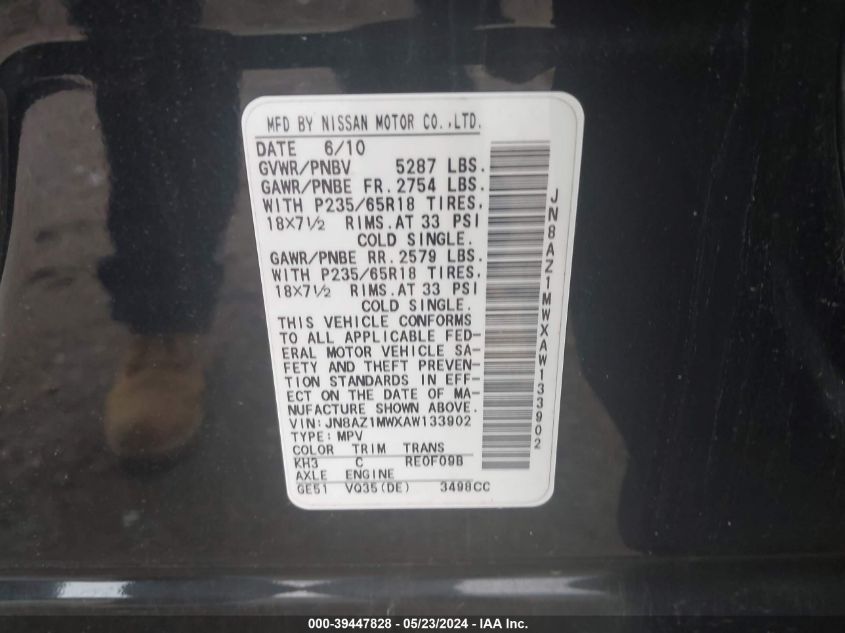 MFD BY NISSAN MOTOR CO.,LTD.
DATE 6/10
GVWR/PNBV 5287 LBS.
GAWR/PNBE FR. 2754 LBS.
WITH P235/65R18 TIRES.
18X7½ RIMS. AT 33 PSI
COLD SINGLE.
GAWR/PNBE RR. 2579 LBS.
WITH P235/65R18 TIRES,
18X7½ RIMS. AT 33 PSI
COLD SINGLE.
THIS VEHICLE CONFORMS
TO ALL APPLICABLE FED-
ERAL MOTOR VEHICLE SA-
FETY AND THEFT PREVEN-
TION STANDARDS IN EFF-
ECT ON THE DATE OF MA-
NUFACTURE SHOWN ABOVE.
VIN:JN8AZ1MWXAW133902
TYPE:MPV
COLOR TRIM TRANS
KH3 C RE0F09B
AXLE ENGINE
GE51 VQ35(DE) 3498CC
JN8AZ1MWXAW133902
000-39447828 - 05/23/2024 - IAA Inc.